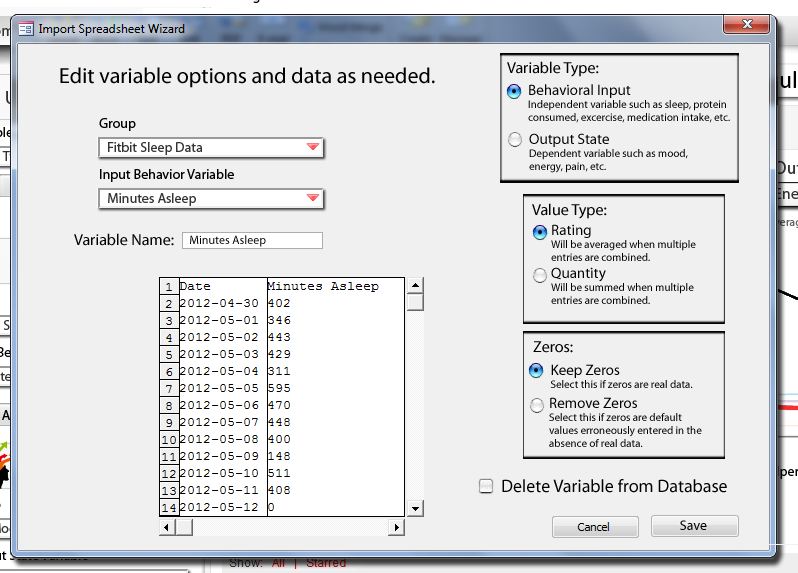 Import Spreadsheet Wizard
Edit variable options and data as needed.
Group
Fitbit Sleep Data
Input Behavior Variable
Minutes Asleep
Variable Name: Minutes Asleep
1 Date Minutes Asleep
2 2012-04-30 402
3 2012-05-01 346
4 2012-05-02 443
5 2012-05-03 429
6 2012-05-04 311
7 2012-05-05 595
8 2012-05-06 470
9 2012-05-07 448
10 2012-05-08 400
11 2012-05-09 148
12 2012-05-10 511
13 2012-05-11 408
14 2012-05-12 0
Variable Type:
Behavioral Input
Independent variable such as sleep, protein
consumed, excercise, medication intake, etc.
Output State
Dependent variable such as mood,
energy, pain, etc.
Value Type:
Rating
Will be averaged when multiple
entries are combined.
Quantity
Will be summed when multiple
entries are combined.
Zeros:
Keep Zeros
Select this if zeros are real data.
Remove Zeros
Select this if zeros are default
values erroneously entered in the
absence of real data.
Delete Variable from Database
Cancel
Save
Show: All | Starred